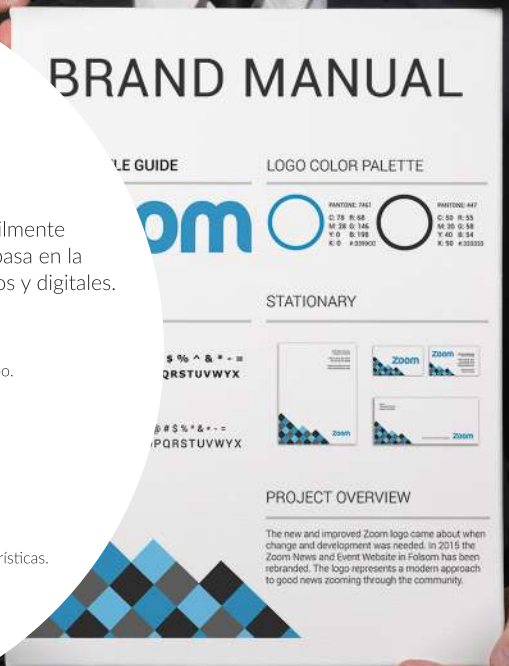 BRAND MANUAL
LE GUIDE
oom
LOGO COLOR PALETTE
PANTONE: 7461
C: 78 R: 68
M: 28 G: 146
Y: 0 B: 198
K: 0
PANTONE: 447
C: 50 R: 55
M: 30 G: 58
Y: 40 B: 54
K: 90 #:333333
ilmente
basa en la
os y digitales.
o.
rísticas.
$ % ^ & * - =
QRSTUVWYX
@ # $ % * & * - =
PQRSTUVWYX
STATIONARY
Zoom
Zoom
Zoom
Zoom
PROJECT OVERVIEW
The new and improved Zoom logo came about when
change and development was needed. In 2015 the
Zoom News and Event Website in Folsom has been
rebranded. The logo represents a modern approach
to good news zooming through the community.